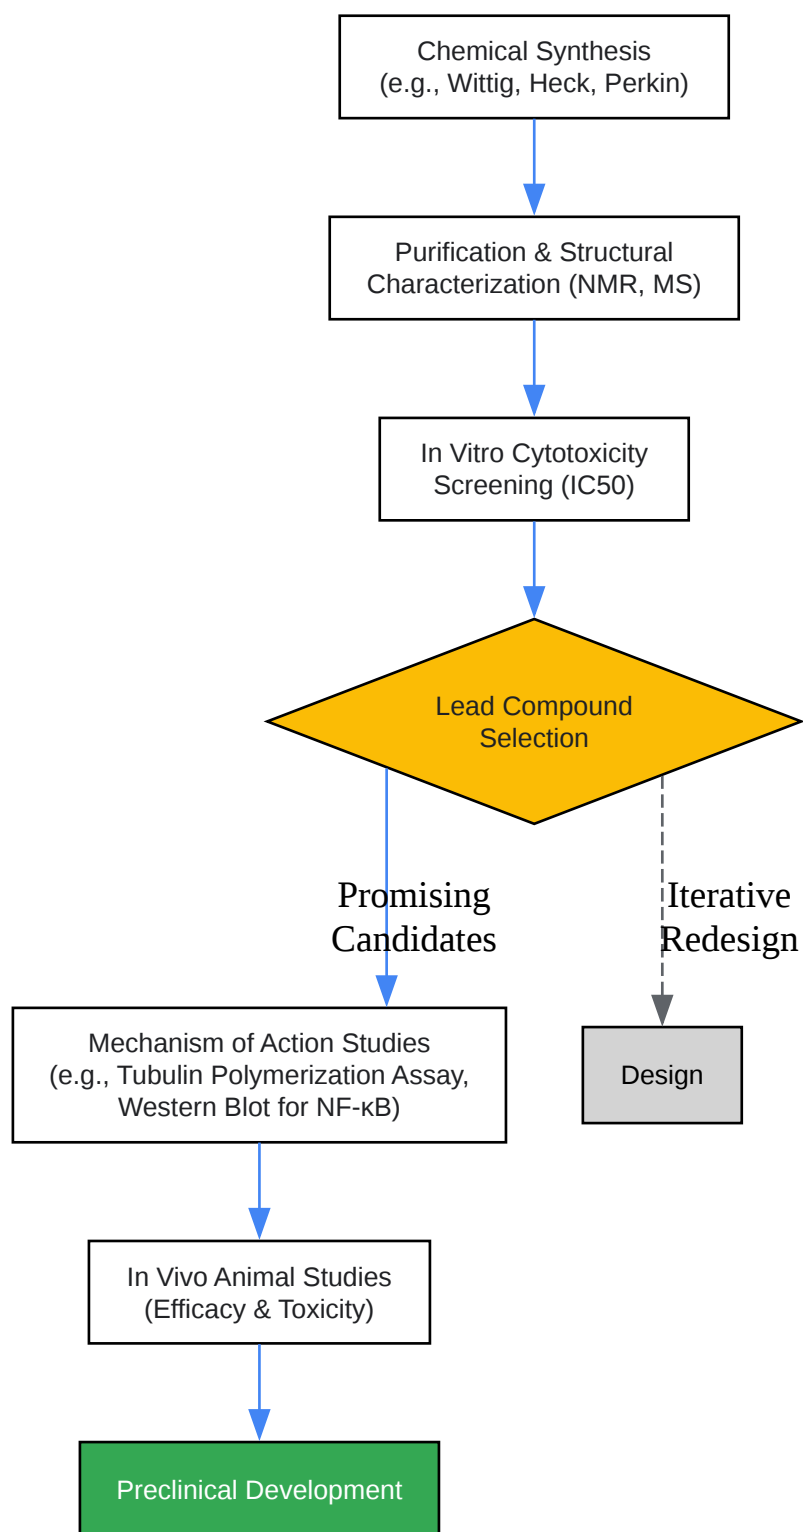 Chemical Synthesis
(e.g., Wittig, Heck, Perkin)
Purification & Structural
Characterization (NMR, MS)
In Vitro Cytotoxicity
Screening (IC50)
Lead Compound
Selection
Promising
Candidates
Iterative
Redesign
Mechanism of Action Studies
(e.g., Tubulin Polymerization Assay,
Western Blot for NF-κB)
Design
In Vivo Animal Studies
(Efficacy & Toxicity)
Preclinical Development